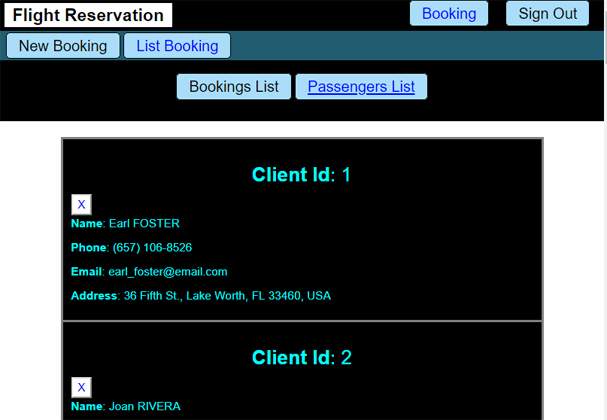 Flight Reservation
Booking
Sign Out
New Booking
List Booking
Bookings List
Passengers List
Client Id: 1
X
Name: Earl FOSTER
Phone: (657) 106-8526
Email: earl_foster@email.com
Address: 36 Fifth St., Lake Worth, FL 33460, USA
Client Id: 2
X
Name: Joan RIVERA